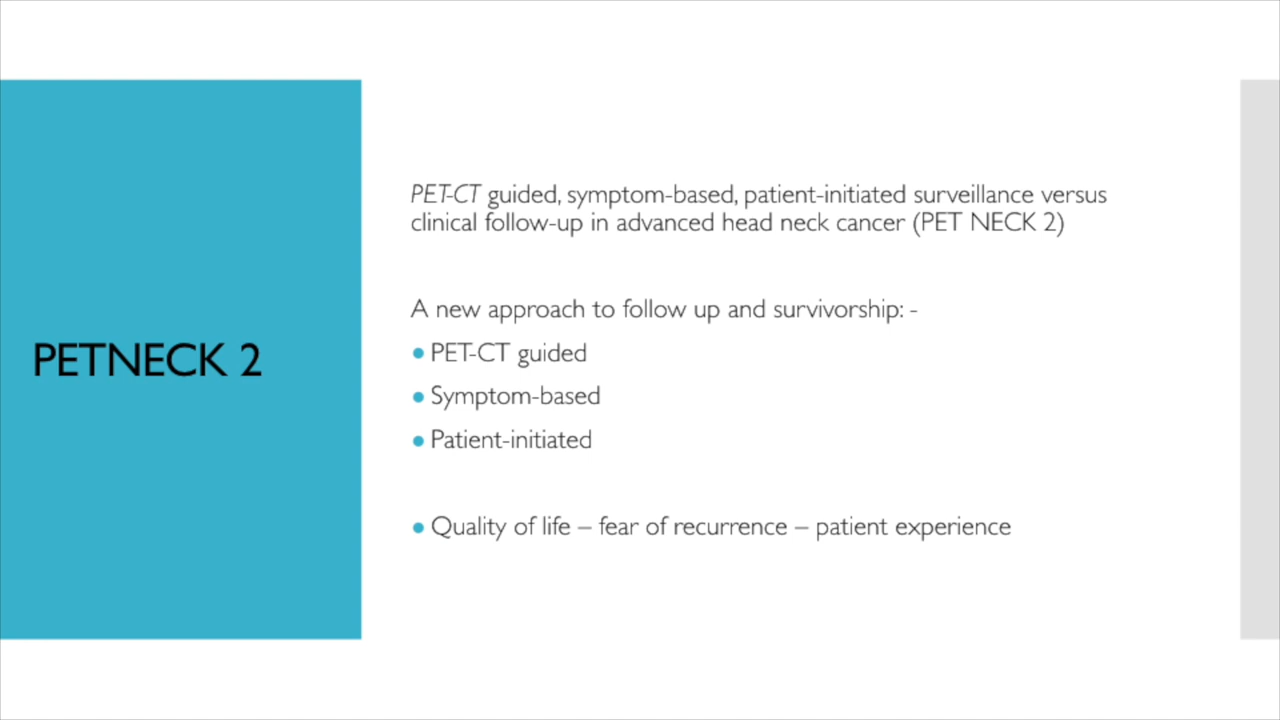 PETNECK 2
PET-CT guided, symptom-based, patient-initiated surveillance versus
clinical follow-up in advanced head neck cancer (PET NECK 2)
A new approach to follow up and survivorship: -
• PET-CT guided
• Symptom-based
• Patient-initiated
• Quality of life – fear of recurrence – patient experience